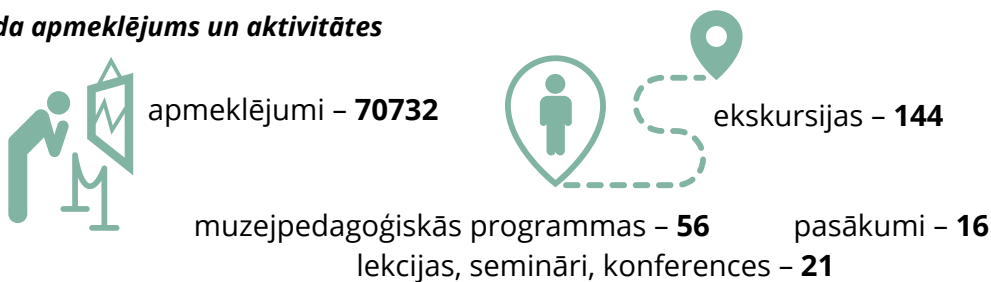 da apmeklējums un aktivitātes
apmeklējumi – 70732
ekskursijas – 144
muzejpedagoģiskās programmas – 56
pasākumi – 16
lekcijas, semināri, konferences – 21